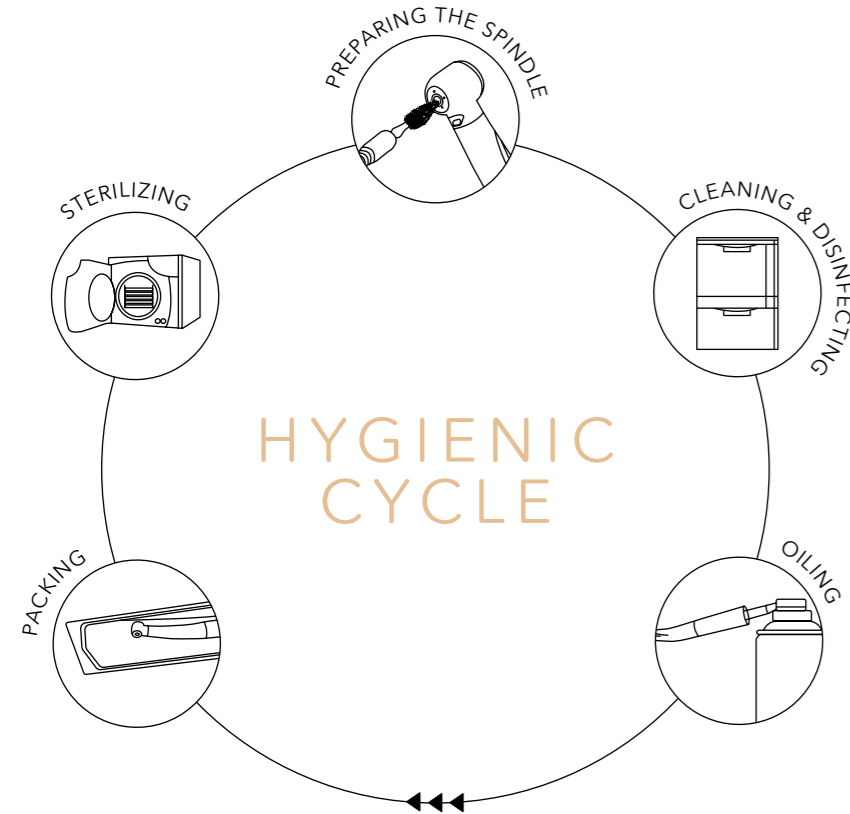 PREPARING THE SPINDLE
CLEANING & DISINFECTING
OILING
PACKING
STERILIZING
HYGIENIC
CYCLE